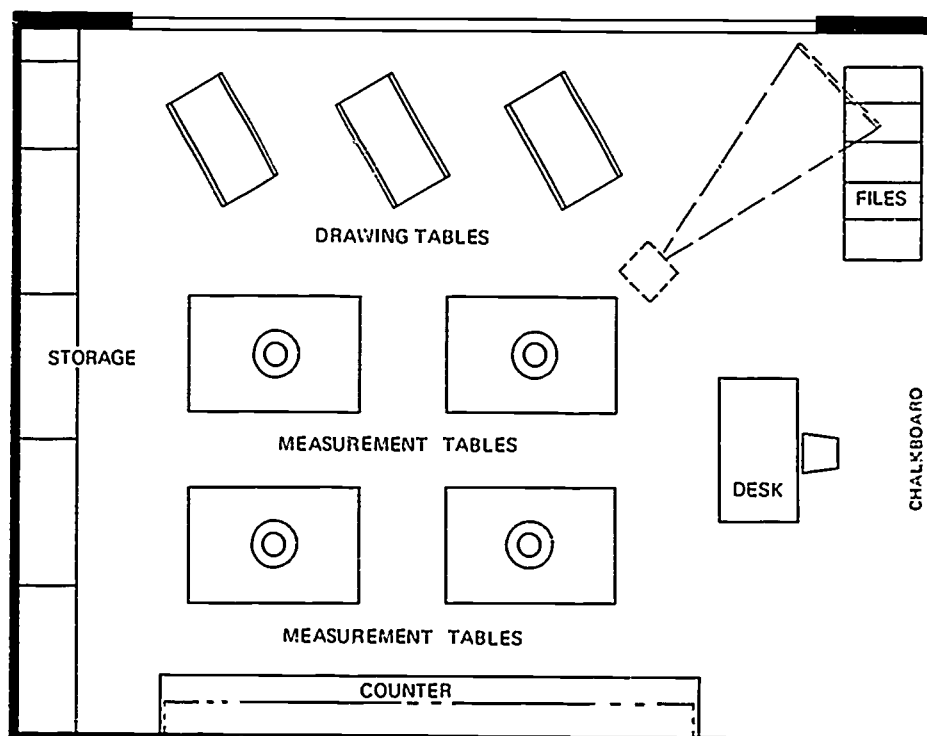 FILES
DRAWING TABLES
STORAGE
MEASUREMENT TABLES
CHALKBOARD
DESK
MEASUREMENT TABLES
COUNTER